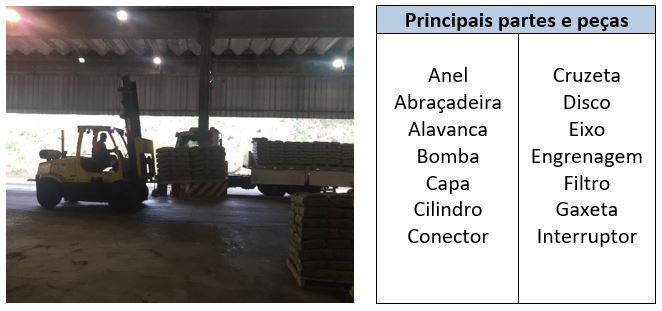 Principais partes e peças
Anel
Abraçadeira
Alavanca
Bomba
Capa
Cilindro
Conector
Cruzeta
Disco
Eixo
Engrenagem
Filtro
Gaxeta
Interruptor